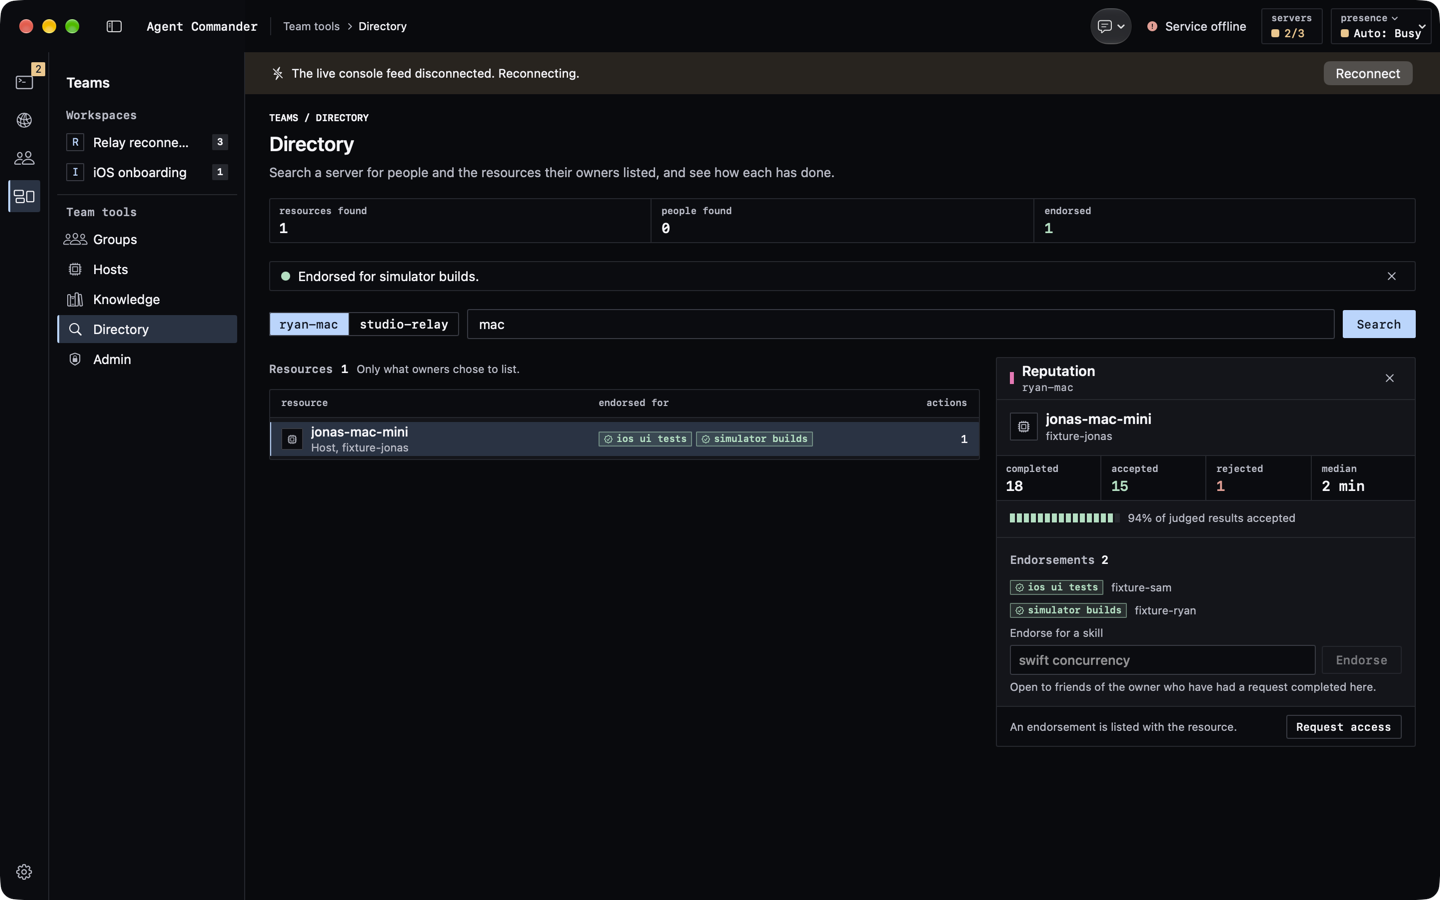 Agent Commander
Team tools > Directory
Service offline
servers
2/3
presence
Auto: Busy
2
Teams
Workspaces
R Relay reconne... 3
I iOS onboarding 1
Team tools
Groups
Hosts
Knowledge
Directory
Admin
The live console feed disconnected. Reconnecting.
Reconnect
TEAMS / DIRECTORY
Directory
Search a server for people and the resources their owners listed, and see how each has done.
resources found
1
people found
0
endorsed
1
Endorsed for simulator builds.
ryan-mac studio-relay mac Search
Resources 1 Only what owners chose to list.
resource endorsed for actions
jonas-mac-mini
Host, fixture-jonas
ios ui tests simulator builds 1
Reputation
ryan-mac
jonas-mac-mini
fixture-jonas
completed
18
accepted
15
rejected
1
median
2 min
94% of judged results accepted
Endorsements 2
ios ui tests fixture-sam
simulator builds fixture-ryan
Endorse for a skill
swift concurrency Endorse
Open to friends of the owner who have had a request completed here.
An endorsement is listed with the resource. Request access